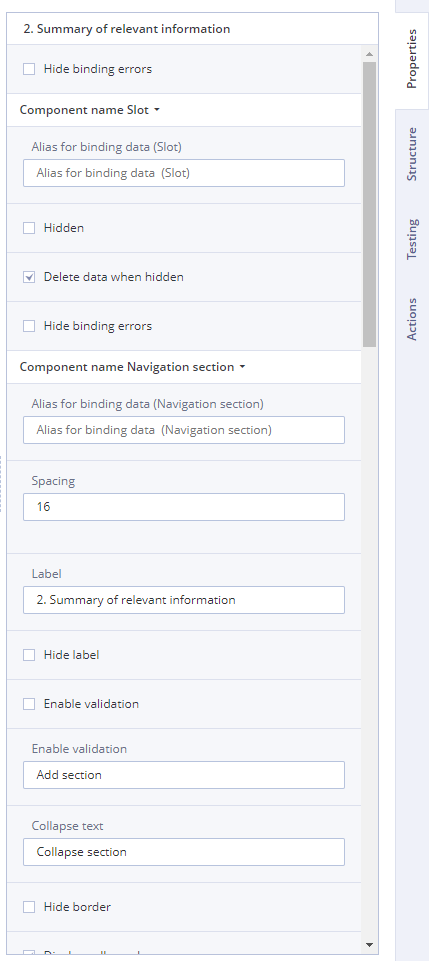 2. Summary of relevant information
Hide binding errors
Component name Slot
Alias for binding data (Slot)
Alias for binding data (Slot)
Hidden
Delete data when hidden
Hide binding errors
Component name Navigation section
Alias for binding data (Navigation section)
Alias for binding data (Navigation section)
Spacing
16
Label
2. Summary of relevant information
Hide label
Enable validation
Enable validation
Add section
Collapse text
Collapse section
Hide border
Properties
Structure
Testing
Actions